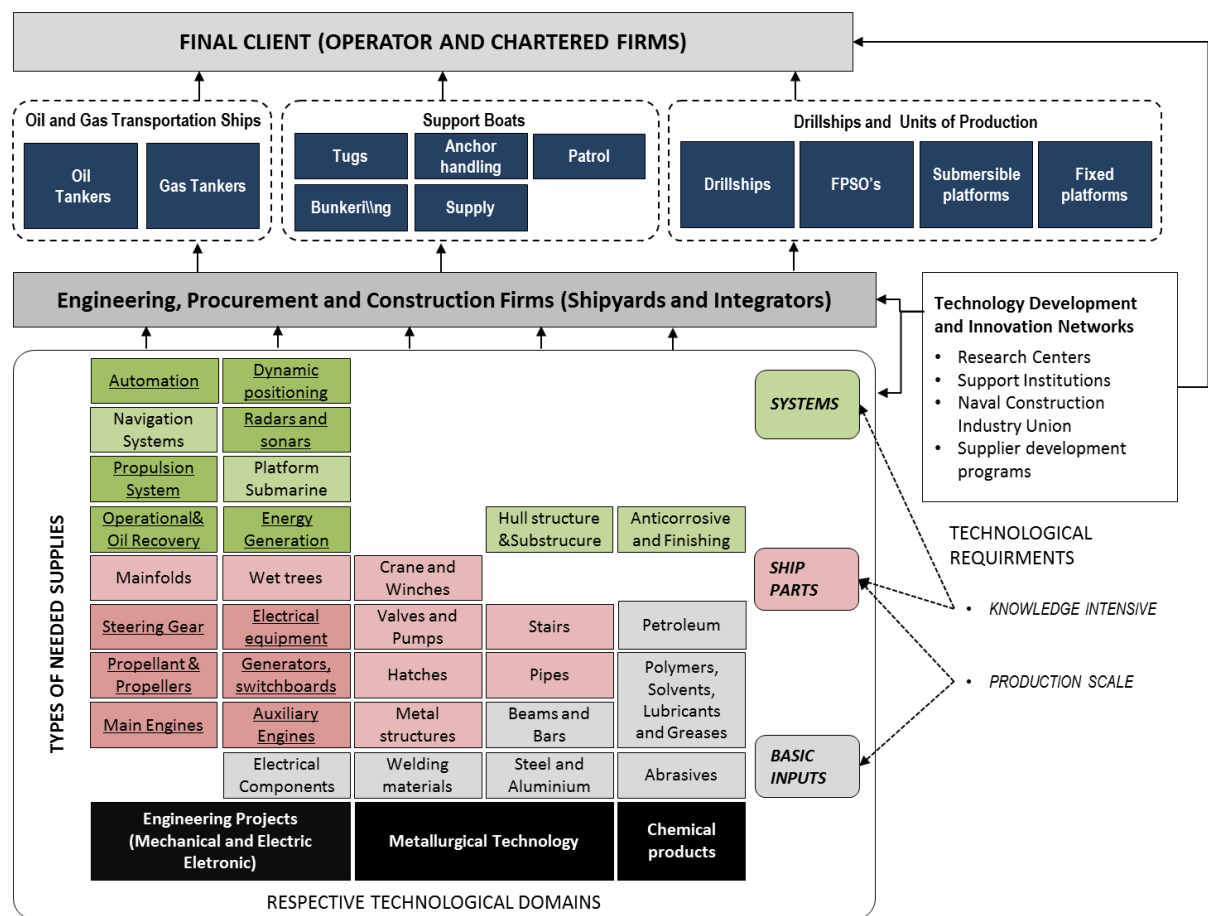 FINAL CLIENT (OPERATOR AND CHARTERED FIRMS)
Oil and Gas Transportation Ships
Oil
Tankers
Gas Tankers
Support Boats
Tugs
Anchor
handling
Patrol
Bunkeri\\ng
Supply
Drillships and Units of Production
Drillships
FPSO's
Submersible
platforms
Fixed
platforms
Engineering, Procurement and Construction Firms (Shipyards and Integrators)
Technology Development
and Innovation Networks
• Research Centers
• Support Institutions
• Naval Construction
Industry Union
• Supplier development
programs
TYPES OF NEEDED SUPPLIES
Automation
Dynamic
positioning
Navigation
Systems
Radars and
sonars
Propulsion
System
Platform
Submarine
Operational&
Oil Recovery
Energy
Generation
Hull structure
&Substrucure
Anticorrosive
and Finishing
Mainfolds
Wet trees
Crane and
Winches
Steering Gear
Electrical
equipment
Valves and
Pumps
Stairs
Petroleum
Propellant &
Propellers
Generators,
switchboards
Hatches
Pipes
Polymers,
Solvents,
Lubricants
and Greases
Main Engines
Auxiliary
Engines
Metal
structures
Beams and
Bars
Electrical
Components
Welding
materials
Steel and
Aluminium
Abrasives
Engineering Projects
(Mechanical and Electric
Eletronic)
Metallurgical Technology
Chemical
products
RESPECTIVE TECHNOLOGICAL DOMAINS
SYSTEMS
SHIP
PARTS
BASIC
INPUTS
TECHNOLOGICAL
REQUIRMENTS
• KNOWLEDGE INTENSIVE
• PRODUCTION SCALE